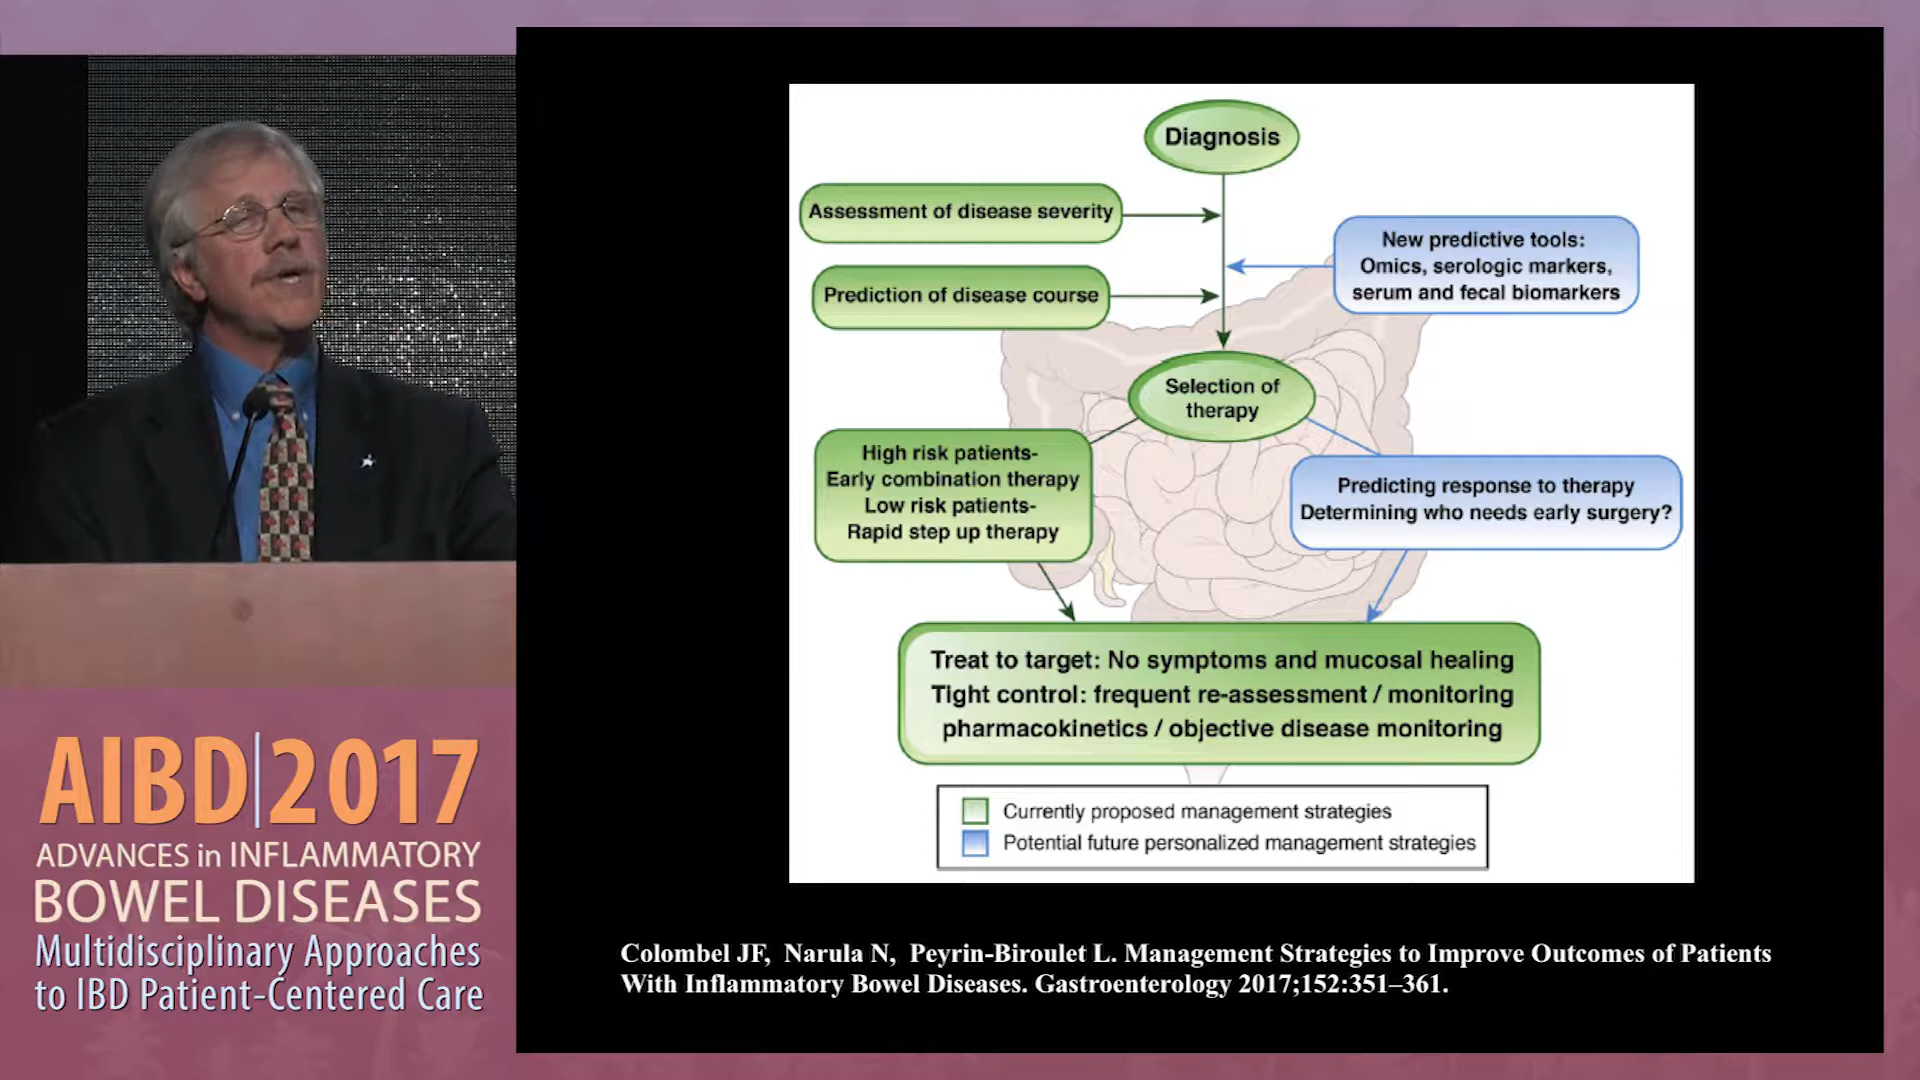 Diagnosis
Assessment of disease severity
New predictive tools:
Omics, serologic markers,
serum and fecal biomarkers
Prediction of disease course
Selection of
therapy
High risk patients-
Early combination therapy
Low risk patients-
Rapid step up therapy
Predicting response to therapy
Determining who needs early surgery?
Treat to target: No symptoms and mucosal healing
Tight control: frequent re-assessment / monitoring
pharmacokinetics / objective disease monitoring
Currently proposed management strategies
Potential future personalized management strategies
Colombel JF, Narula N, Peyrin-Biroulet L. Management Strategies to Improve Outcomes of Patients
With Inflammatory Bowel Diseases. Gastroenterology 2017;152:351–361.
AIBD|2017
ADVANCES in INFLAMMATORY
BOWEL DISEASES
Multidisciplinary Approaches
to IBD Patient-Centered Care